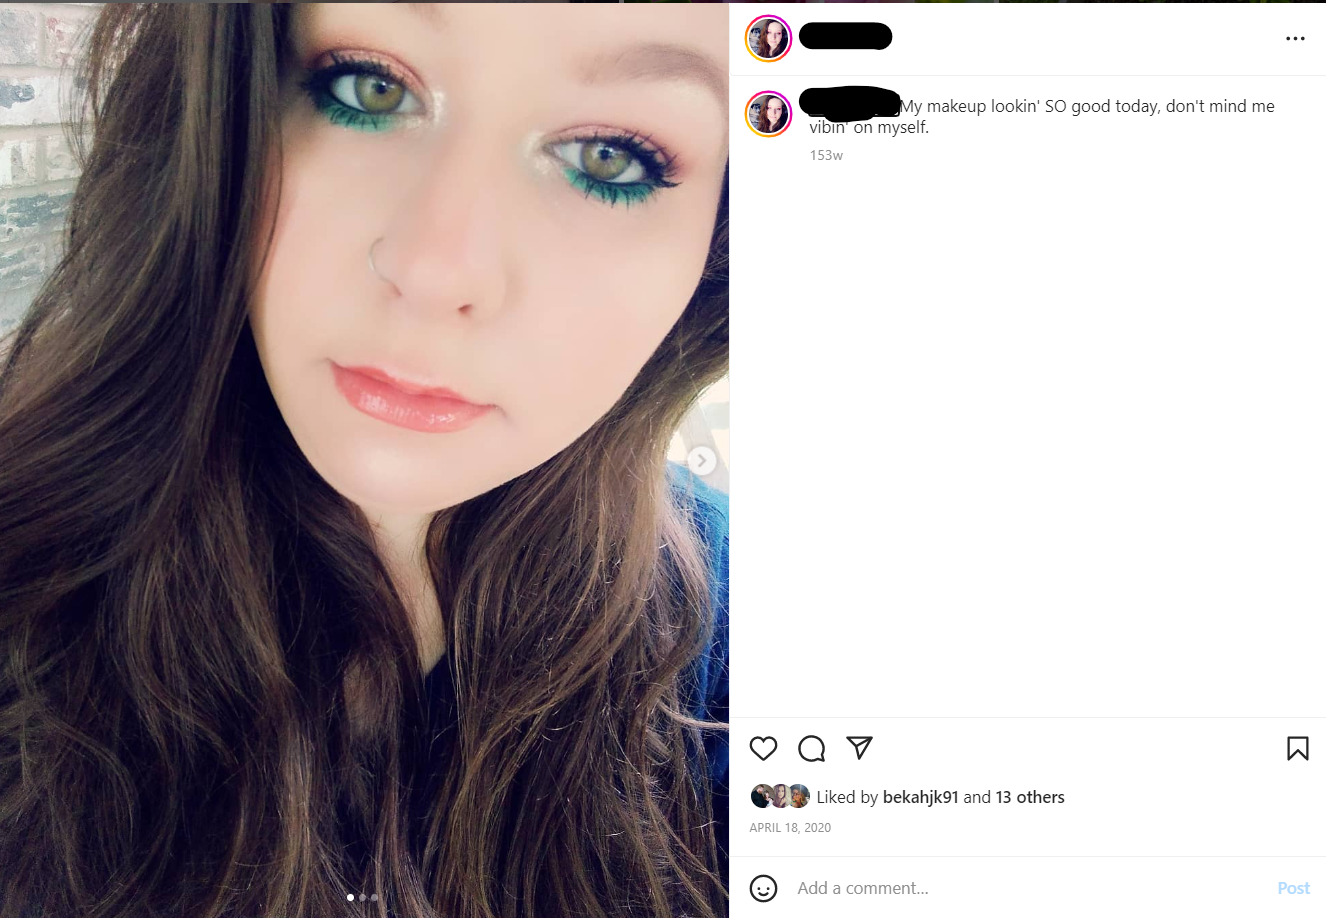 My makeup lookin' SO good today, don't mind me
vibin' on myself.
153w
Liked by bekahjk91 and 13 others
APRIL 18, 2020
Add a comment...
Post